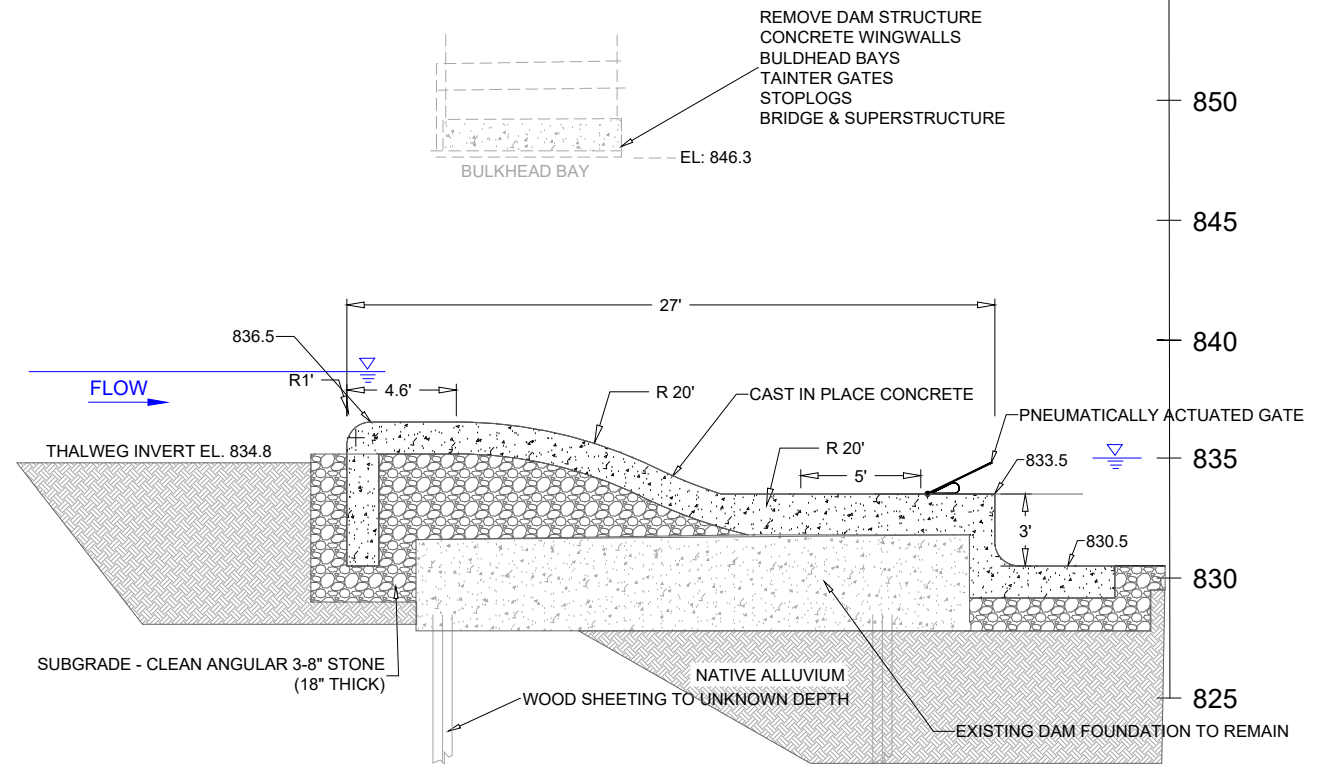 REMOVE DAM STRUCTURE
CONCRETE WINGWALLS
BULDHEAD BAYS
TAINTER GATES
STOPLOGS
BRIDGE & SUPERSTRUCTURE
850
EL: 846.3
BULKHEAD BAY
845
27'
840
836.5
FLOW
R1'
4.6'
R 20'
CAST IN PLACE CONCRETE
PNEUMATICALLY ACTUATED GATE
THALWEG INVERT EL. 834.8
R 20'
835
5'
833.5
3'
830.5
830
SUBGRADE - CLEAN ANGULAR 3-8" STONE
(18" THICK)
NATIVE ALLUVIUM
WOOD SHEETING TO UNKNOWN DEPTH
825
EXISTING DAM FOUNDATION TO REMAIN